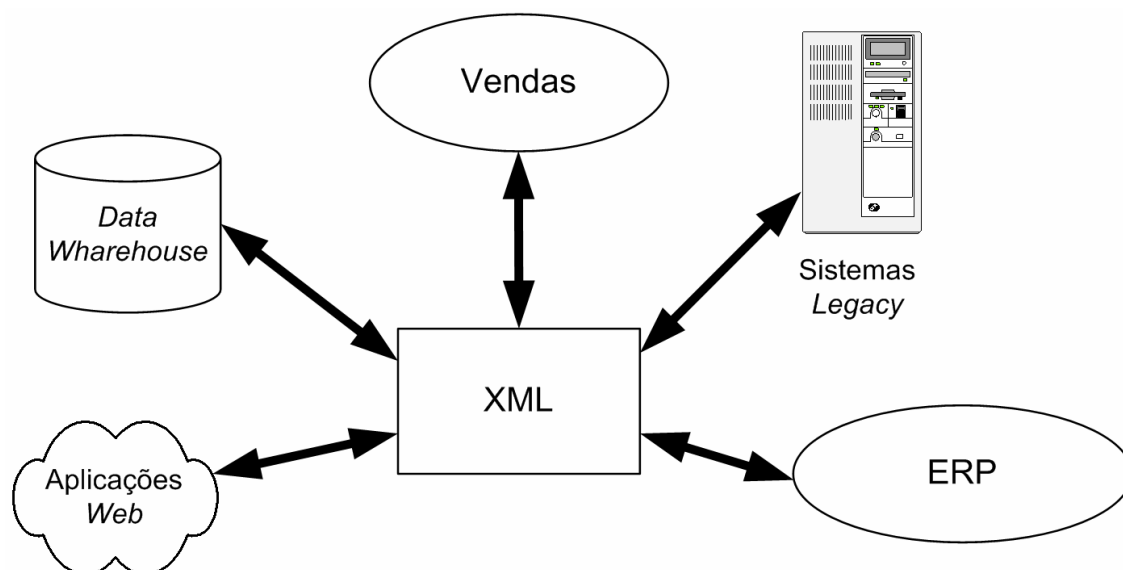 Vendas
Data
Wharehouse
Sistemas
Legacy
XML
Aplicações
Web
ERP